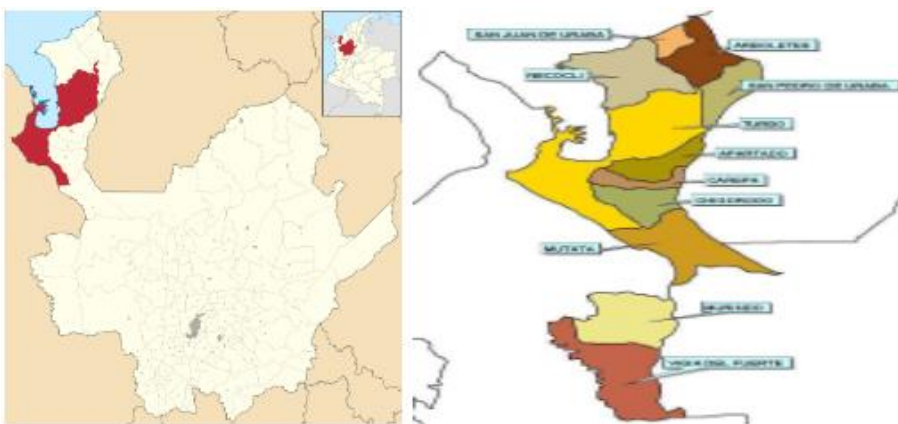 SAN JUAN DE URABA
ARBOLETES
NECOCLI
SAN PEDRO DE URABA
TURBO
APARTADO
CAREPA
CHIGORODO
MUTATA
MURINDO
VIGIA DEL FUERTE